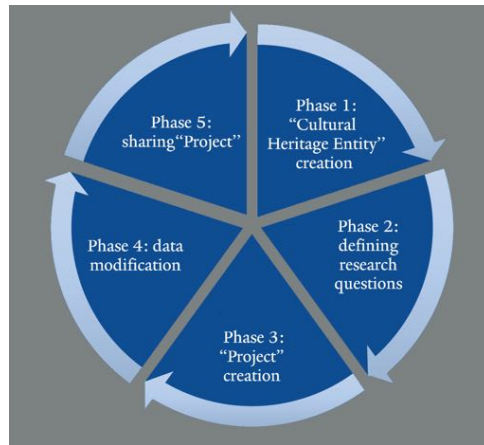 Phase 1:
“Cultural
Heritage Entity”
creation
Phase 2:
defining
research
questions
Phase 3:
“Project”
creation
Phase 4: data
modification
Phase 5:
sharing“Project”